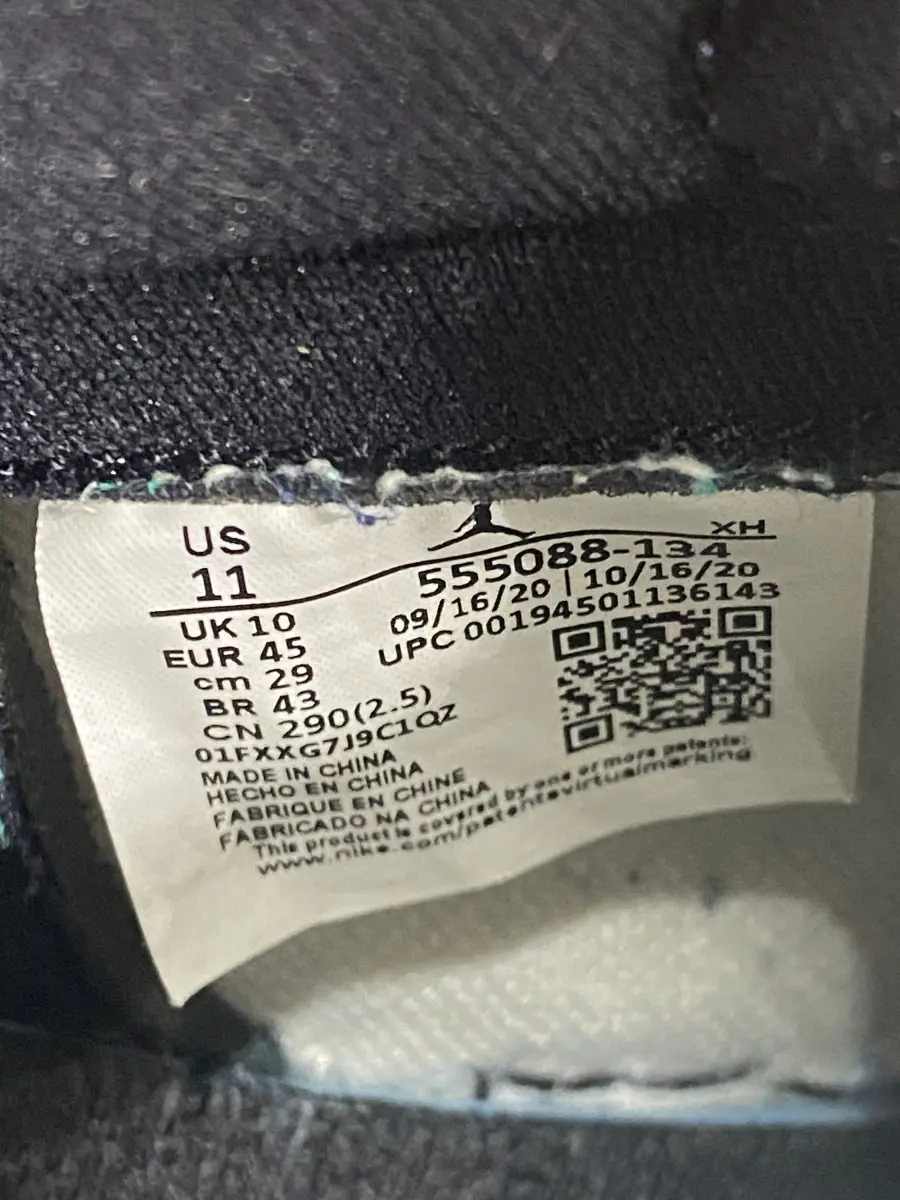 US
11
UK 10
EUR 45
cm 29
BR 43
CN 290(2.5)
01FXXG7J9C1QZ
MADE IN CHINA
HECHO EN CHINA
FABRIQUE EN CHINE
FABRICADO NA CHINA
XH
555088-134
09/16/20 | 10/16/20
UPC 00194501136143
This product is covered by one or more patents:
www.nike.com/patentsvirtualmarking